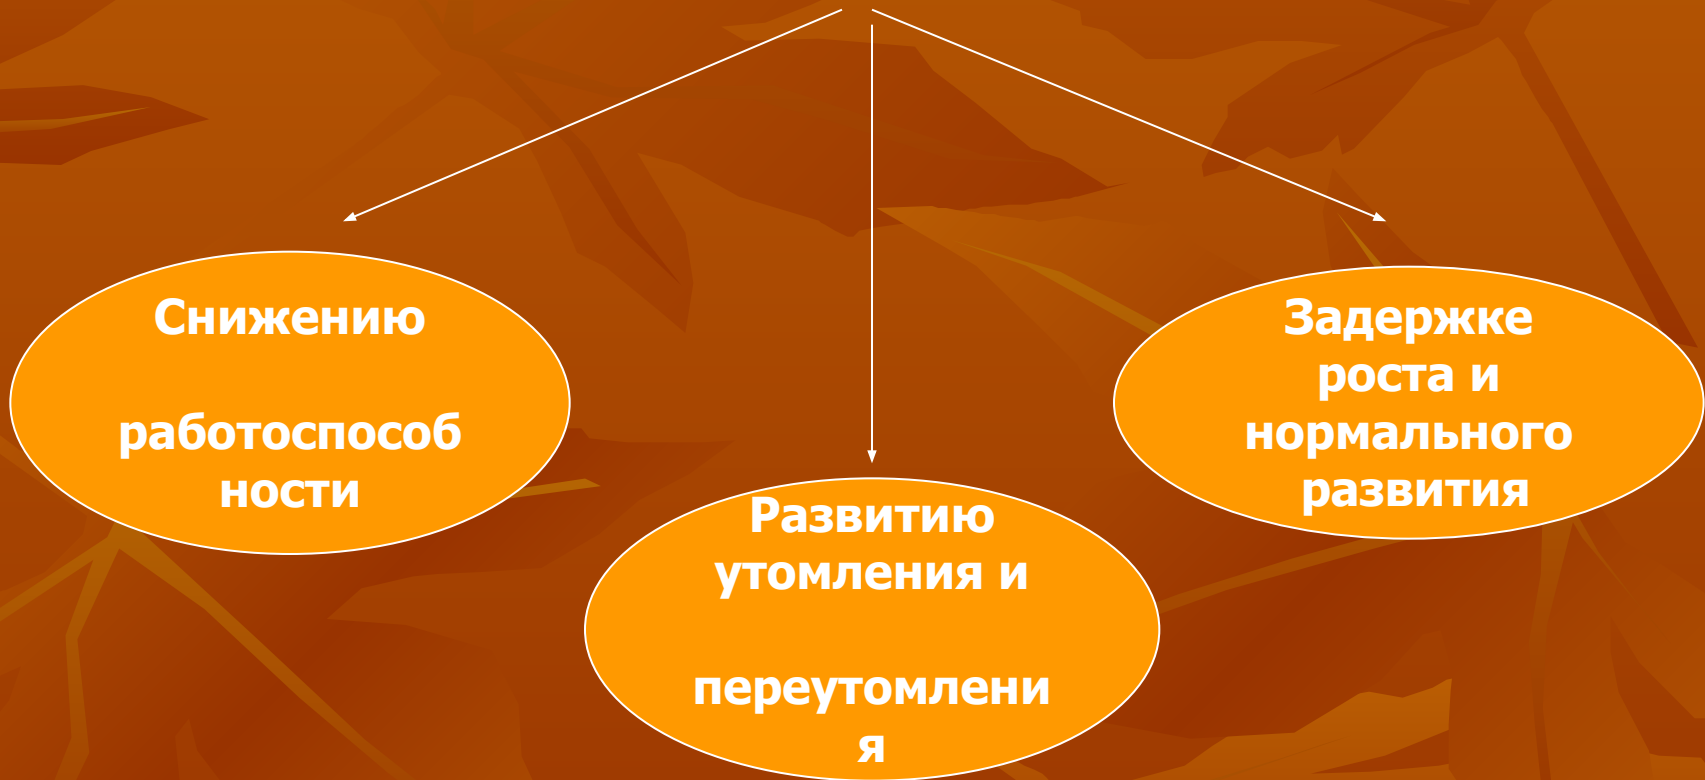 Снижению
работоспособ
ности
Развитию
утомления и
переутомлени
я
Задержке
роста и
нормального
развития